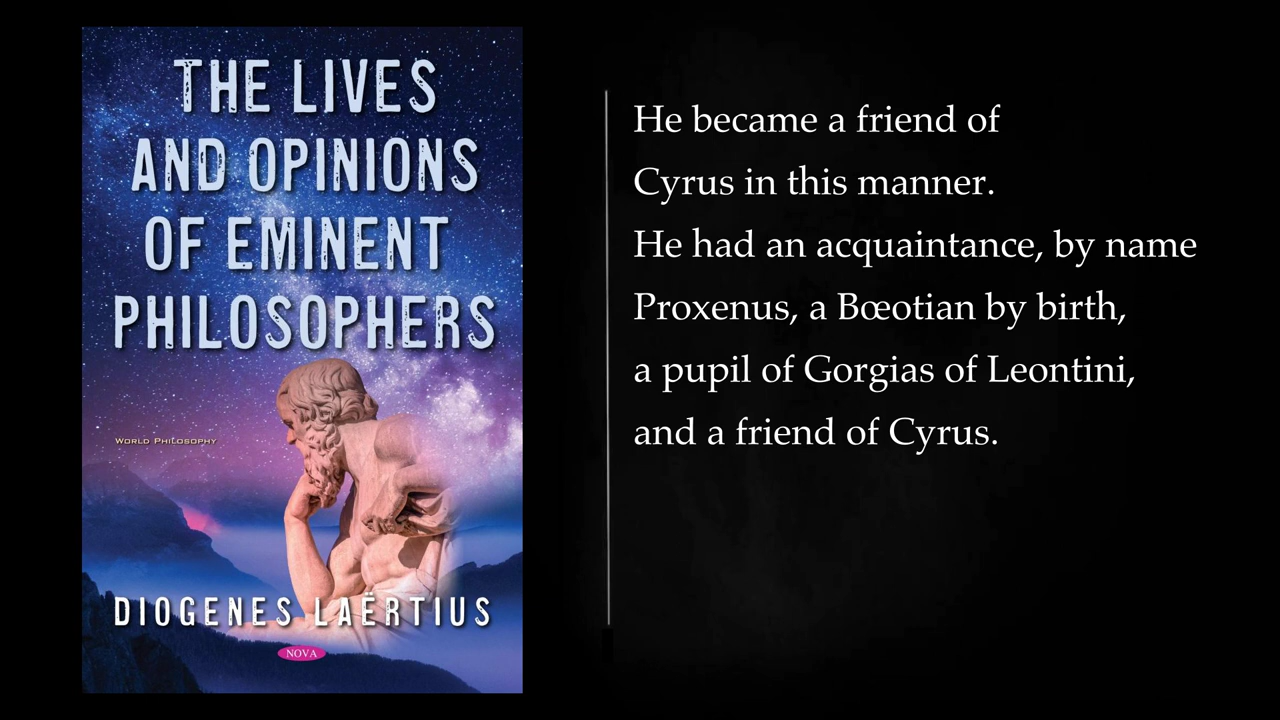 THE LIVES
AND OPINIONS
OF EMINENT
PHILOSOPHERS
WORLD PHILOSOPHY
DIOGENES LAËRTIUS
NOVA
He became a friend of
Cyrus in this manner.
He had an acquaintance, by name
Proxenus, a Bœotian by birth,
a pupil of Gorgias of Leontini,
and a friend of Cyrus.